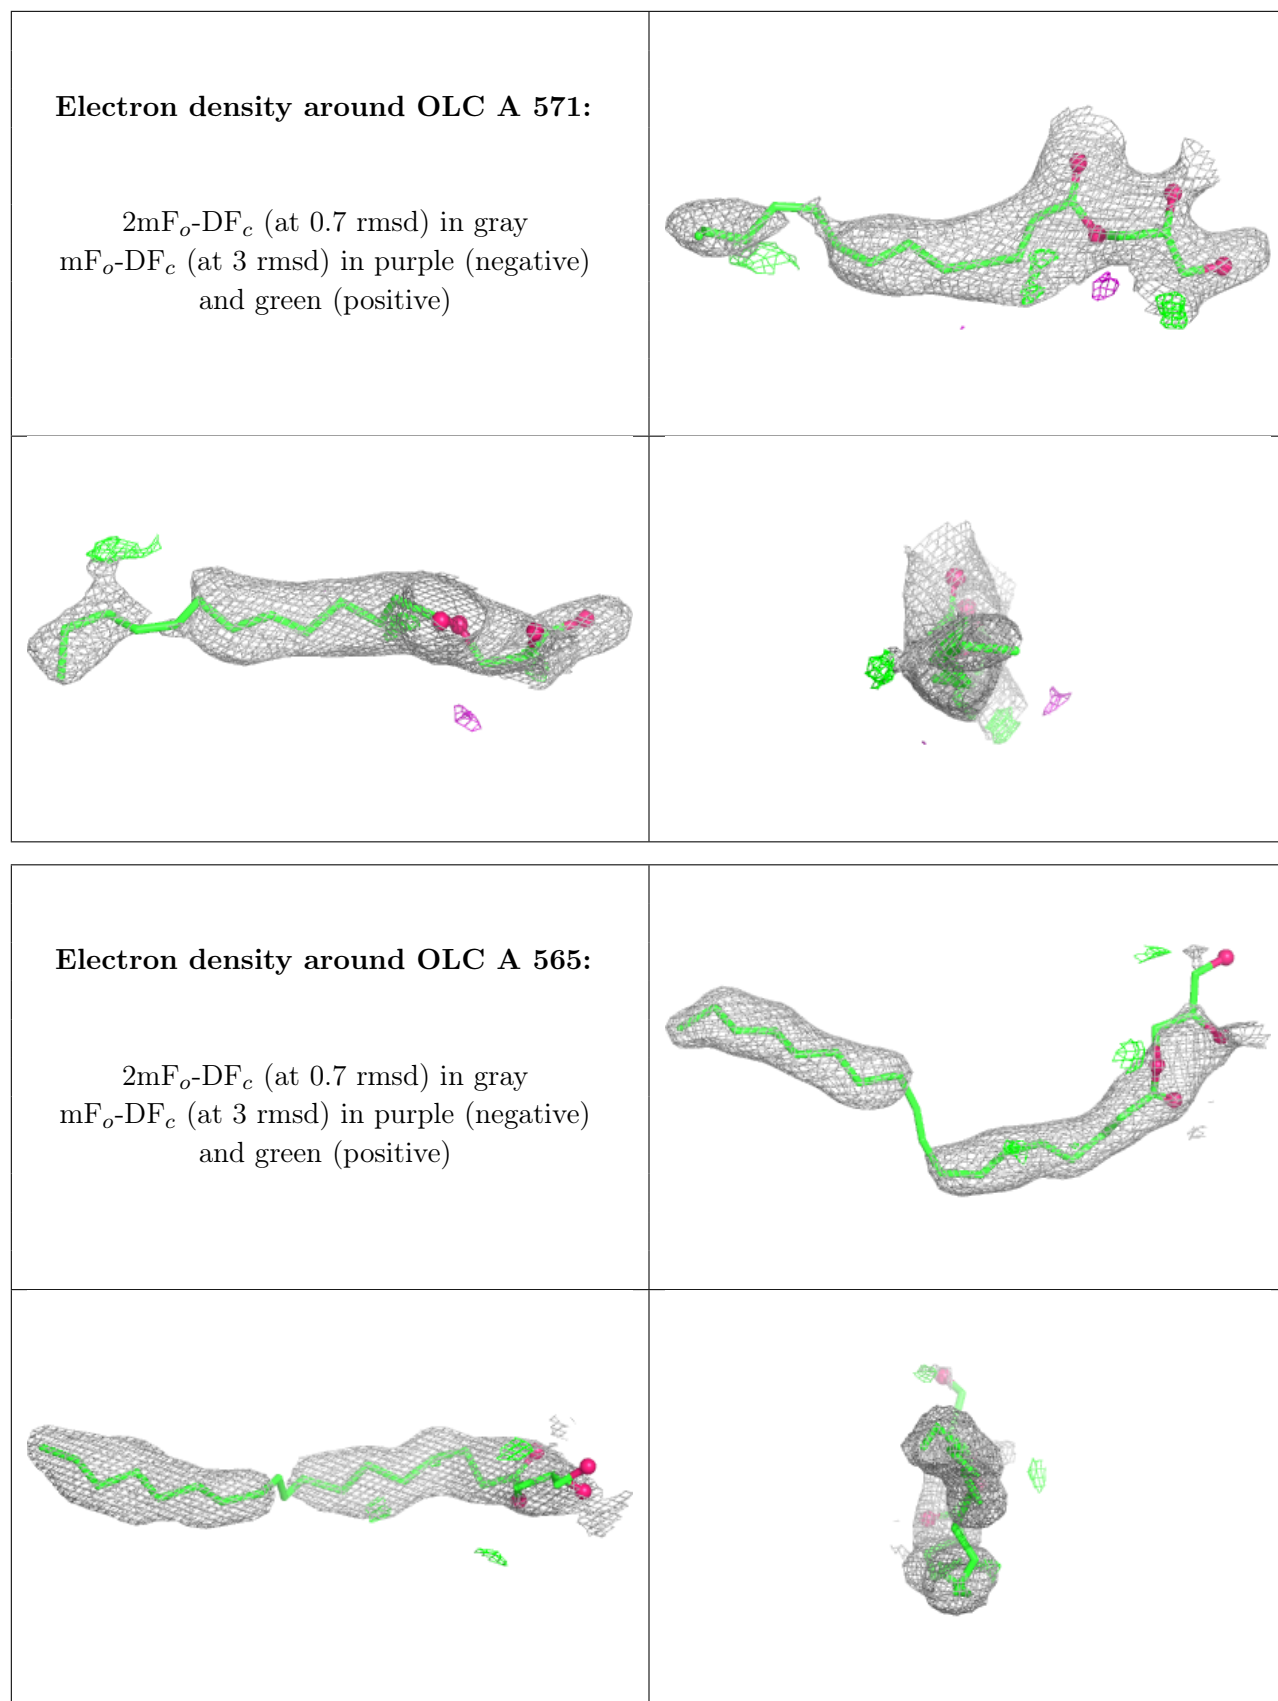 Electron density around OLC A 571:
2mFo-DFc (at 0.7 rmsd) in gray
mFo-DFc (at 3 rmsd) in purple (negative)
and green (positive)
Electron density around OLC A 565:
2mFo-DFc (at 0.7 rmsd) in gray
mFo-DFc (at 3 rmsd) in purple (negative)
and green (positive)